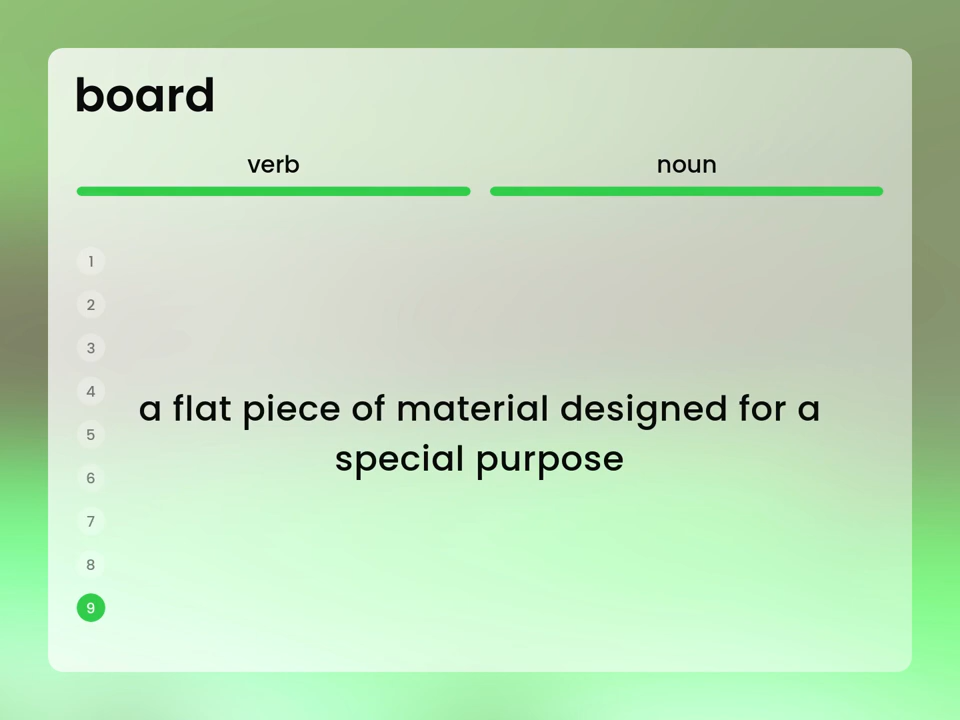 board
verb
noun
1
2
3
4
5
6
7
8
9
a flat piece of material designed for a
special purpose